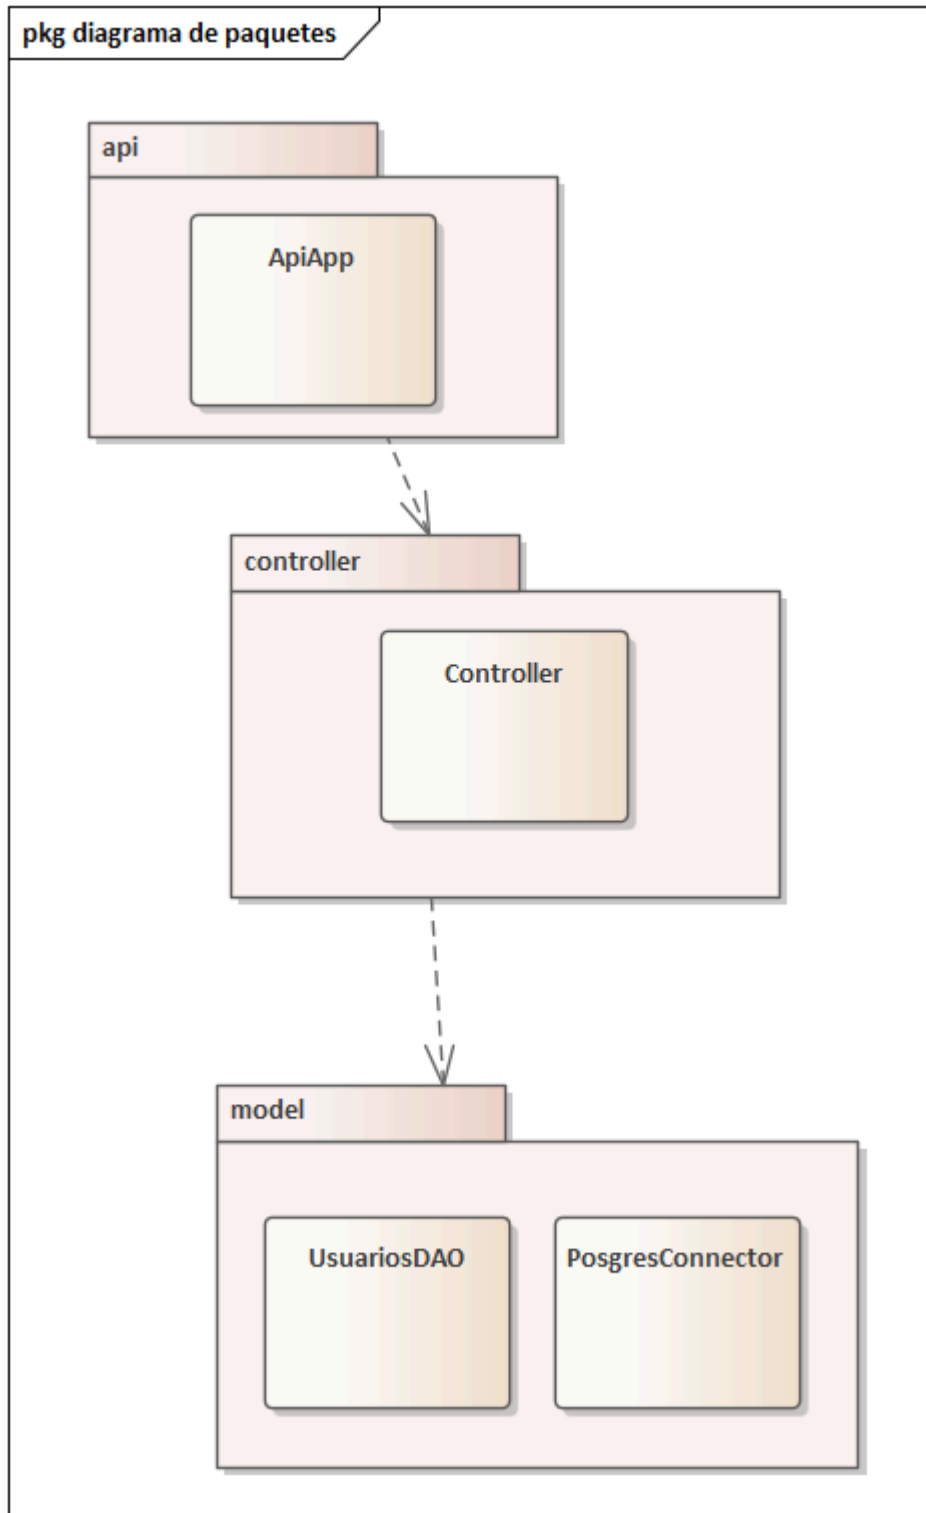 pkg diagrama de paquetes
api
ApiApp
controller
Controller
model
UsuariosDAO
PosgresConnector